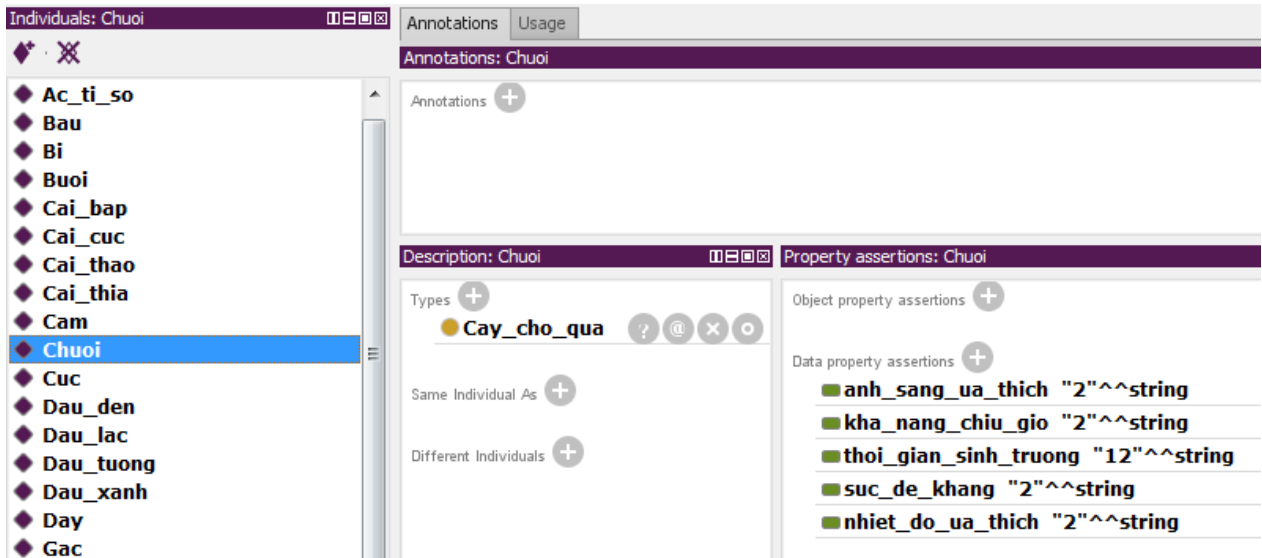 Individuals: Chuoi
Ac_ti_so
Bau
Bi
Buoi
Cai_bap
Cai_cuc
Cai_thao
Cai_thia
Cam
Chuoi
Cuc
Dau_den
Dau_lac
Dau_tuong
Dau_xanh
Day
Gac
Annotations Usage
Annotations: Chuoi
Annotations
Description: Chuoi
Types
Cay_cho_qua
Same Individual As
Different Individuals
Property assertions: Chuoi
Object property assertions
Data property assertions
anh_sang_ua_thich "2"^^string
kha_nang_chiu_gio "2"^^string
thoi_gian_sinh_truong "12"^^string
suc_de_khang "2"^^string
nhiet_do_ua_thich "2"^^string